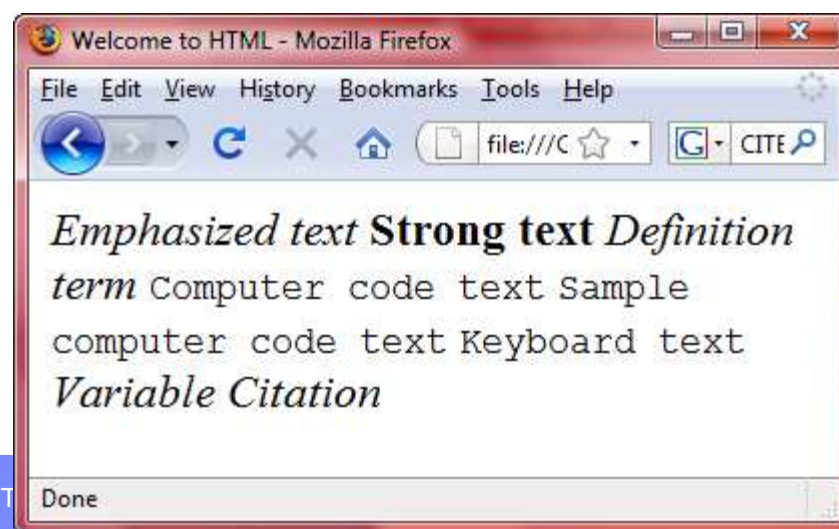 Welcome to HTML - Mozilla Firefox
File Edit View History Bookmarks Tools Help
file:///C G CITE
Emphasized text Strong text Definition
term Computer code text Sample
computer code text Keyboard text
Variable Citation
T Done